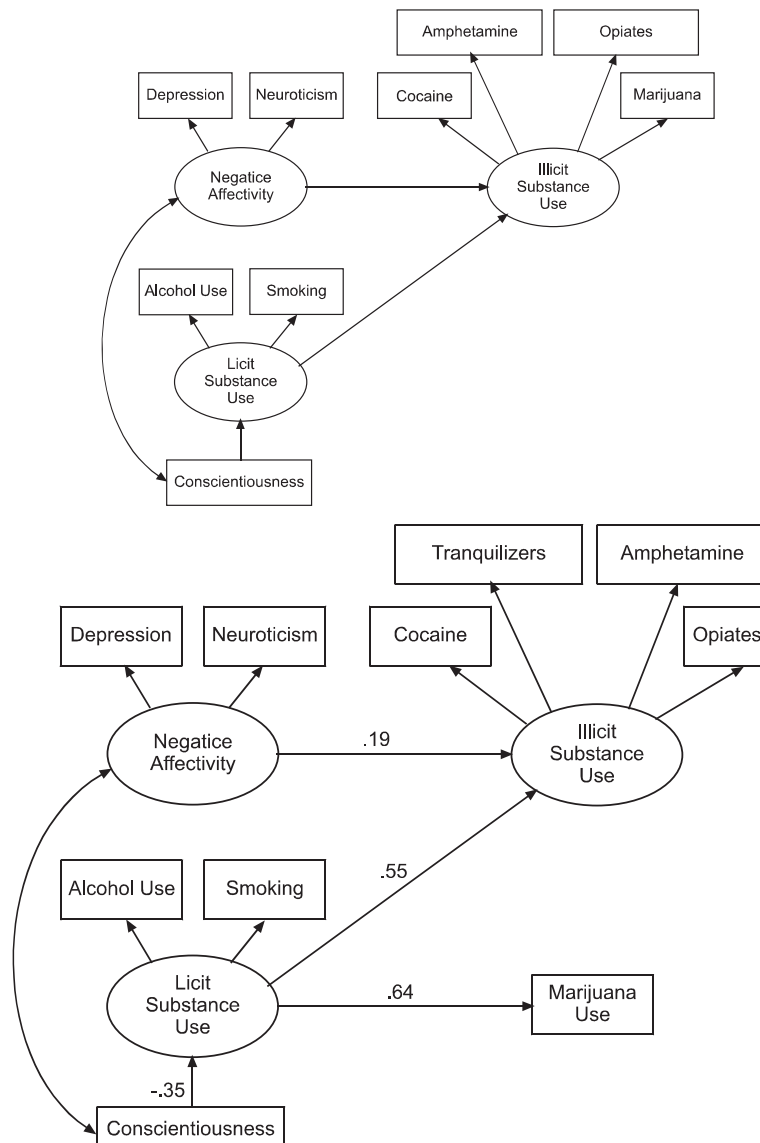 Amphetamine
Opiates
Depression
Neuroticism
Cocaine
Marijuana
Negatice
Affectivity
Illicit
Substance
Use
Alcohol Use
Smoking
Licit
Substance
Use
Conscientiousness
Tranquilizers
Amphetamine
Depression
Neuroticism
Cocaine
Opiates
Negatice
Affectivity
.19
Illicit
Substance
Use
.55
Alcohol Use
Smoking
Licit
Substance
Use
.64
Marijuana
Use
-.35
Conscientiousness